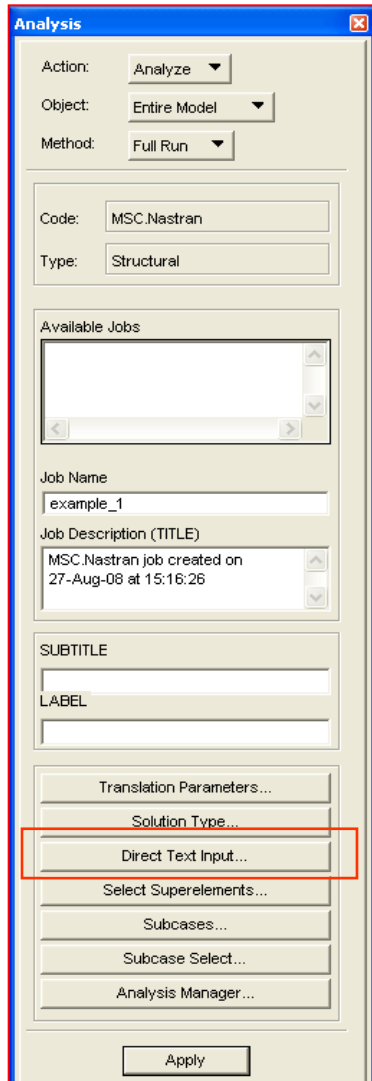 Analysis
Action: Analyze
Object: Entire Model
Method: Full Run
Code: MSC.Nastran
Type: Structural
Available Jobs
Job Name
example_1
Job Description (TITLE)
MSC.Nastran job created on
27-Aug-08 at 15:16:26
SUBTITLE
LABEL
Translation Parameters...
Solution Type...
Direct Text Input...
Select Superelements...
Subcases...
Subcase Select...
Analysis Manager...
Apply